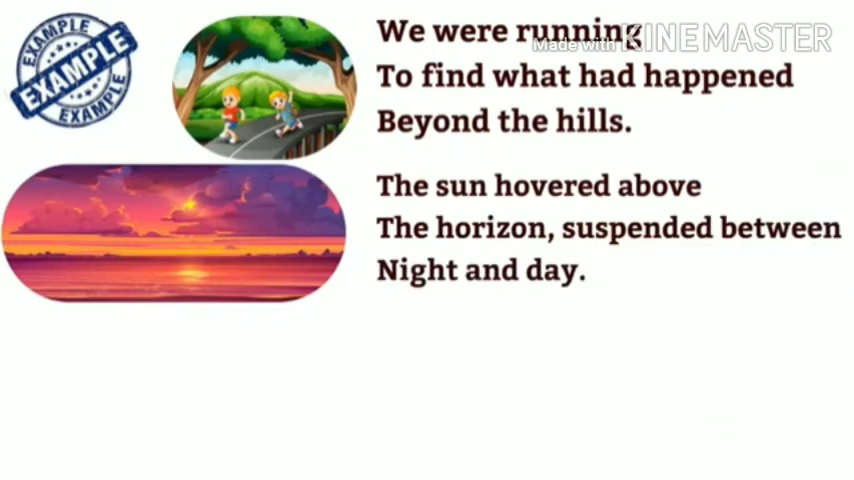 EXAMPLE
EXAMPLE
EXAMPLE
We were running
Made with KINEMASTER
To find what had happened
Beyond the hills.
The sun hovered above
The horizon, suspended between
Night and day.